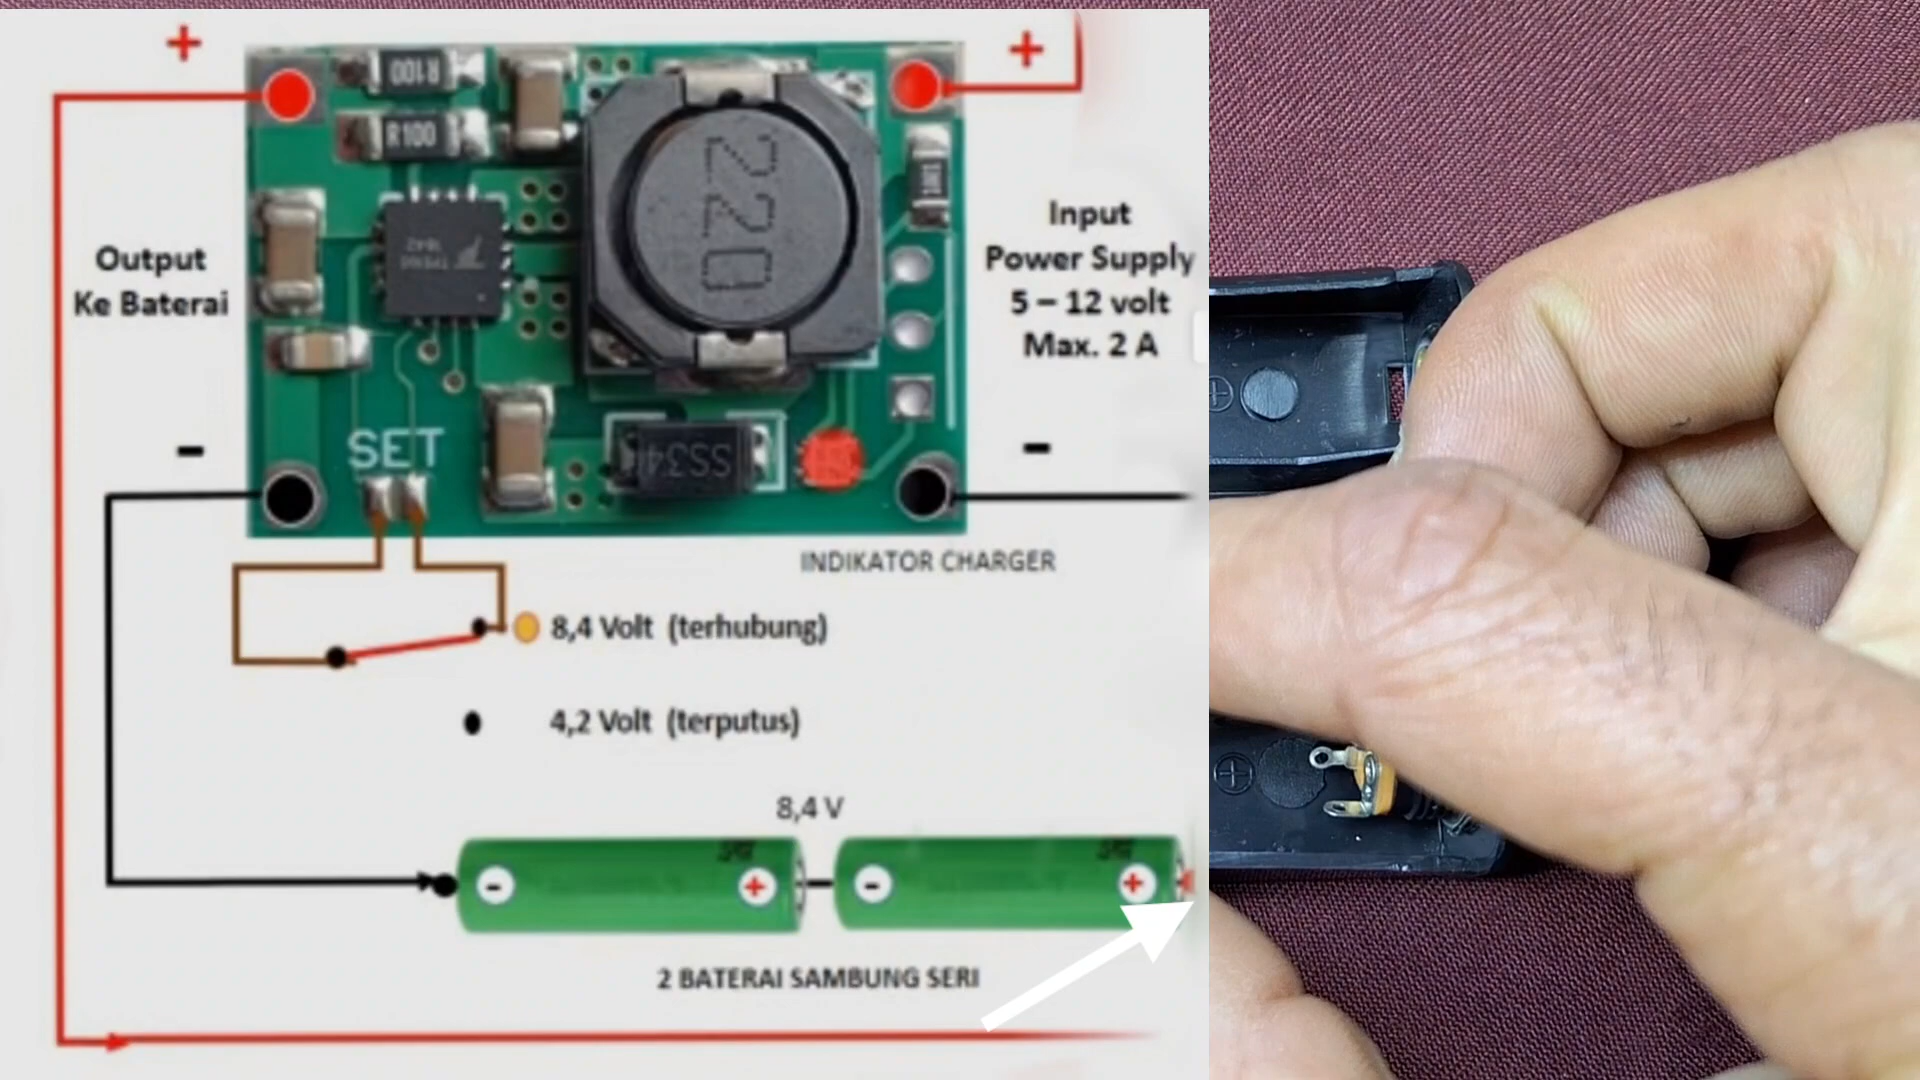 +
+
R100
R100
220
1W1
Output
Ke Baterai
Input
Power Supply
5 – 12 volt
Max. 2 A
-
-
SET
SS34
INDIKATOR CHARGER
8,4 Volt (terhubung)
4,2 Volt (terputus)
8,4 V
- + - +
2 BATERAI SAMBUNG SERI